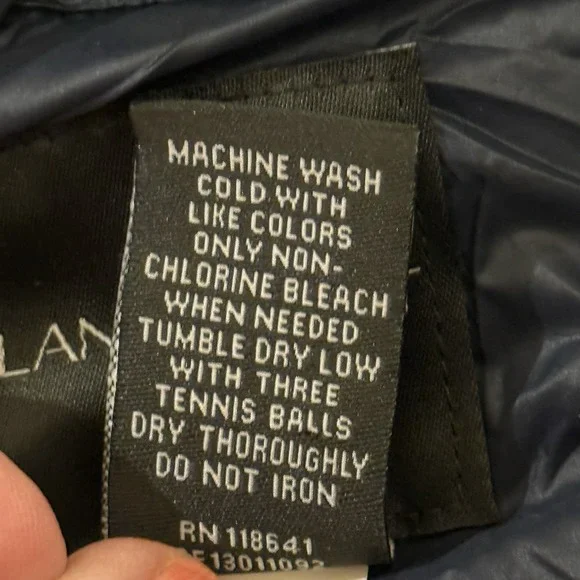 MACHINE WASH
COLD WITH
LIKE COLORS
ONLY NON-
CHLORINE BLEACH
WHEN NEEDED
TUMBLE DRY LOW
WITH THREE
TENNIS BALLS
DRY THOROUGHLY
DO NOT IRON
RN 118641
LAN